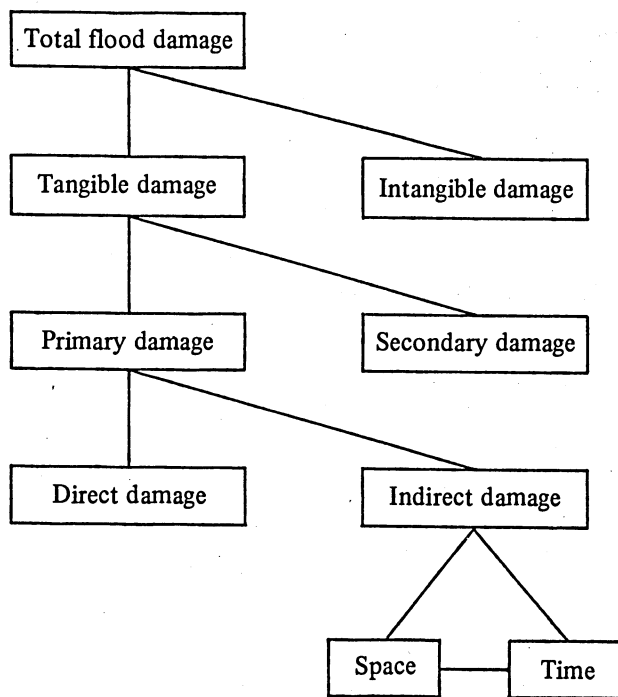 Total flood damage
Tangible damage
Intangible damage
Primary damage
Secondary damage
Direct damage
Indirect damage
Space
Time